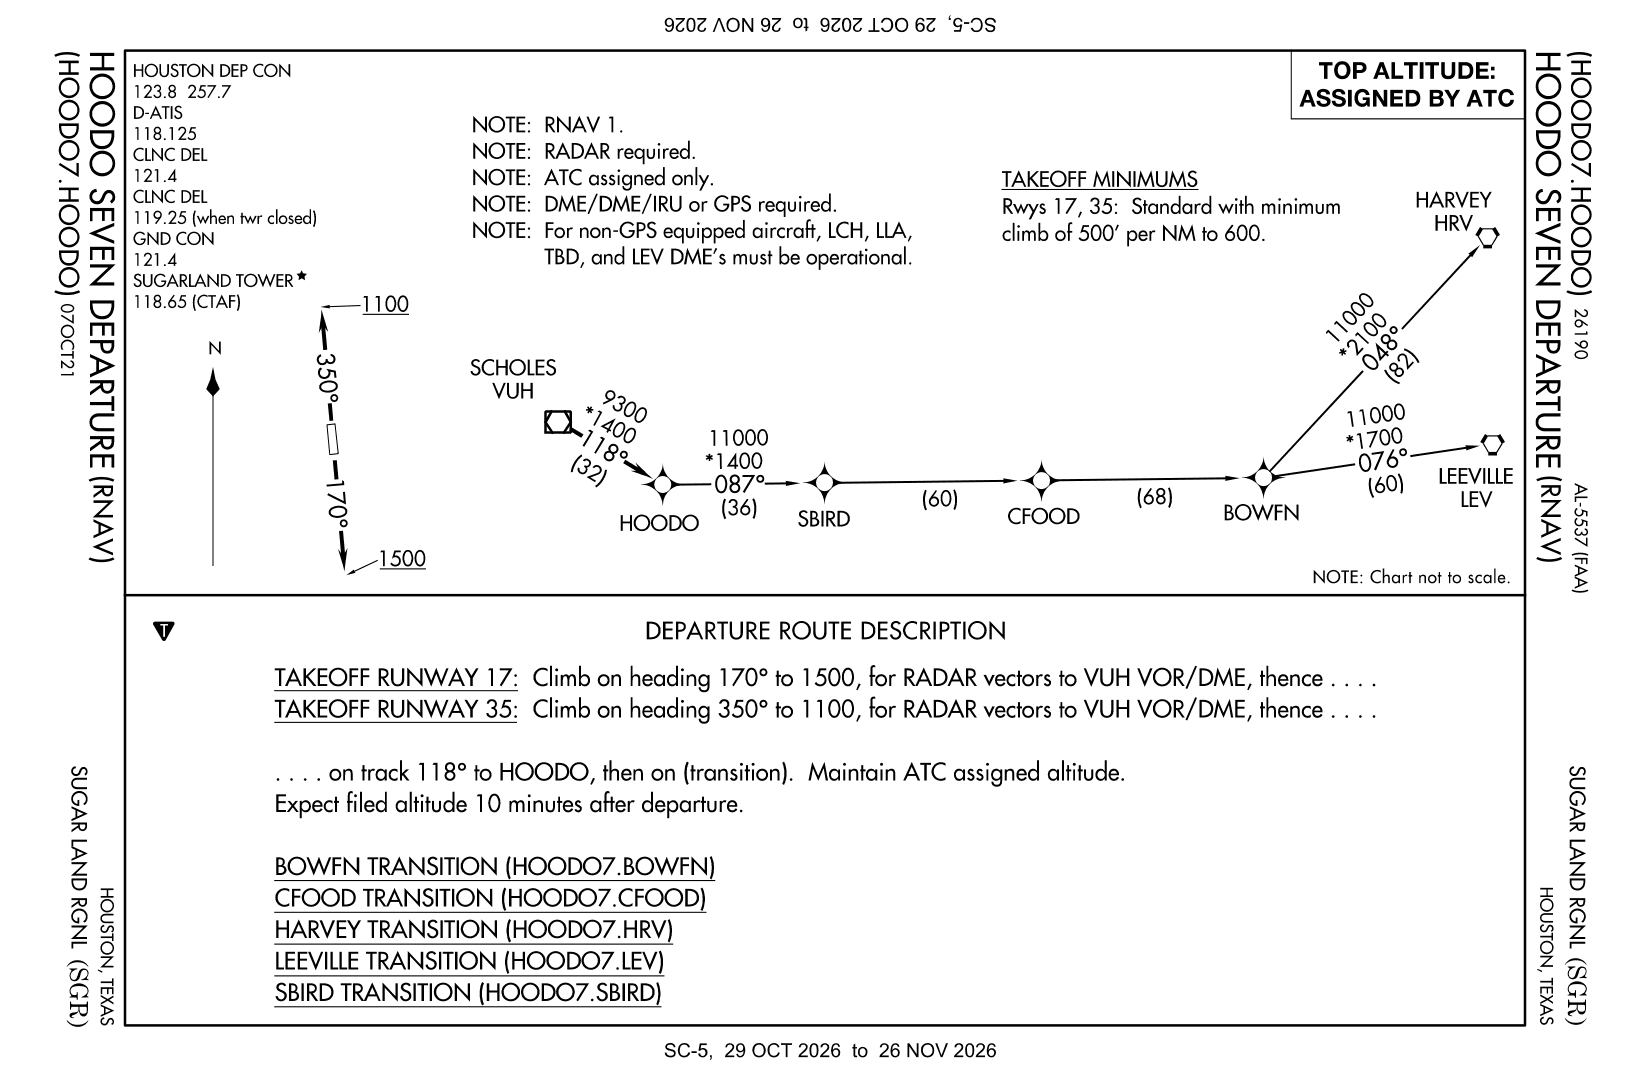 SC-5, 29 OCT 2026 to 26 NOV 2026
(HOODO7.HOODO) 07OCT21
HOODO SEVEN DEPARTURE (RNAV)
SUGAR LAND RGNL (SGR)
HOUSTON, TEXAS
HOUSTON DEP CON
123.8 257.7
D-ATIS
118.125
CLNC DEL
121.4
CLNC DEL
119.25 (when twr closed)
GND CON
121.4
SUGARLAND TOWER★
118.65 (CTAF)
NOTE: RNAV 1.
NOTE: RADAR required.
NOTE: ATC assigned only.
NOTE: DME/DME/IRU or GPS required.
NOTE: For non-GPS equipped aircraft, LCH, LLA,
TBD, and LEV DME’s must be operational.
TOP ALTITUDE:
ASSIGNED BY ATC
TAKEOFF MINIMUMS
Rwys 17, 35: Standard with minimum
climb of 500’ per NM to 600.
1100
350°
170°
1500
N
SCHOLES
VUH
9300
*1400
118°
(32)
HOODO
11000
*1400
087°
(36)
SBIRD
(60)
CFOOD
(68)
BOWFN
11000
*2100
048°
(82)
HARVEY
HRV
11000
*1700
076°
(60)
LEEVILLE
LEV
NOTE: Chart not to scale.
T
DEPARTURE ROUTE DESCRIPTION
TAKEOFF RUNWAY 17: Climb on heading 170° to 1500, for RADAR vectors to VUH VOR/DME, thence . . . .
TAKEOFF RUNWAY 35: Climb on heading 350° to 1100, for RADAR vectors to VUH VOR/DME, thence . . . .
. . . . on track 118° to HOODO, then on (transition). Maintain ATC assigned altitude.
Expect filed altitude 10 minutes after departure.
BOWFN TRANSITION (HOODO7.BOWFN)
CFOOD TRANSITION (HOODO7.CFOOD)
HARVEY TRANSITION (HOODO7.HRV)
LEEVILLE TRANSITION (HOODO7.LEV)
SBIRD TRANSITION (HOODO7.SBIRD)
(HOODO7.HOODO) 26190
HOODO SEVEN DEPARTURE (RNAV)
AL-5537 (FAA)
SUGAR LAND RGNL (SGR)
HOUSTON, TEXAS
SC-5, 29 OCT 2026 to 26 NOV 2026